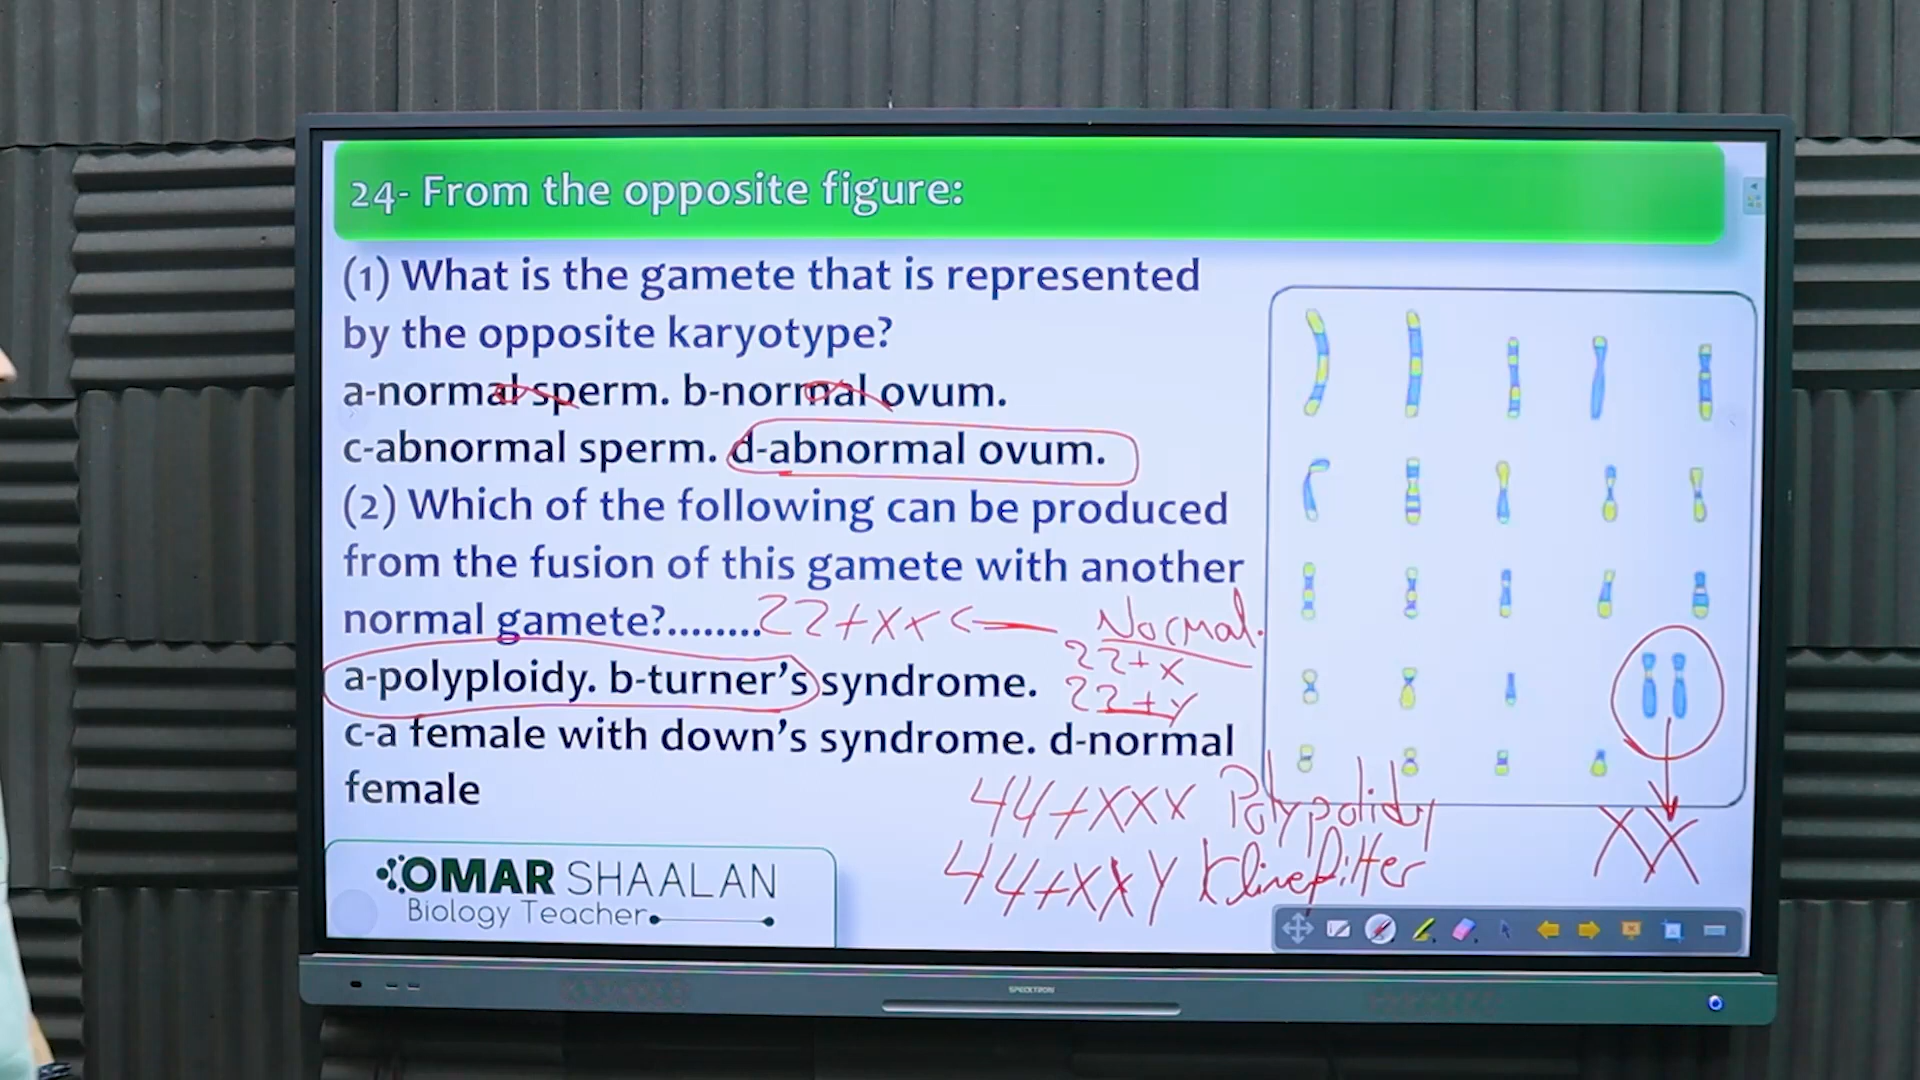 24- From the opposite figure:
(1) What is the gamete that is represented
by the opposite karyotype?
a-normal sperm. b-normal ovum.
c-abnormal sperm. d-abnormal ovum.
(2) Which of the following can be produced
from the fusion of this gamete with another
normal gamete?........ 22+xx Normal.
22+x
a-polyploidy. b-turner's syndrome.
22+y
c-a female with down's syndrome. d-normal
female
44+XXX Polypolidy
XX
44+XXY Klinefilter
OMAR SHAALAN
Biology Teacher
SPECKTRON